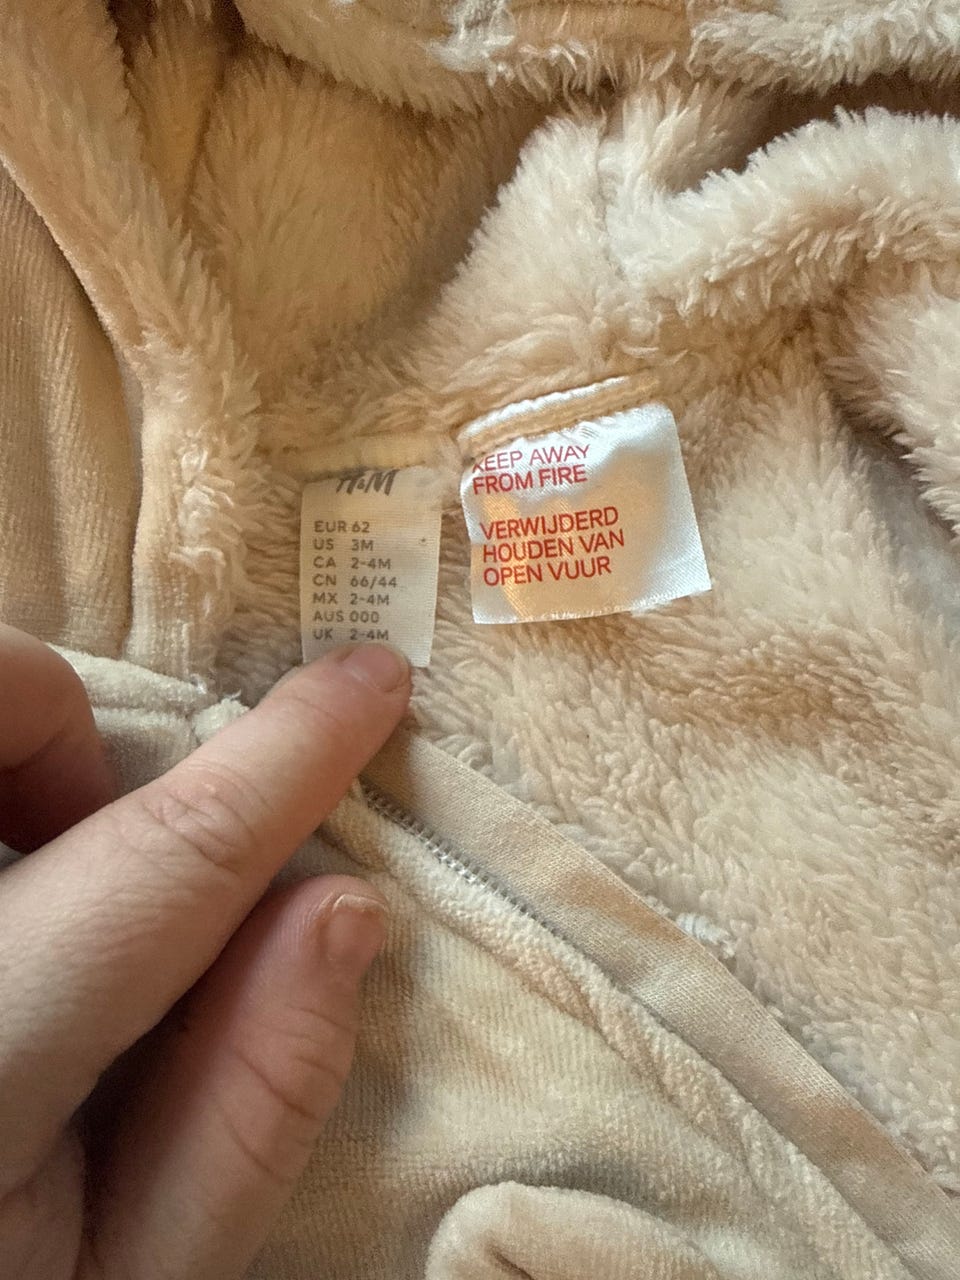 H&M
EUR 62
US 3M
CA 2-4M
CN 66/44
MX 2-4M
AUS 000
UK 2-4M
KEEP AWAY
FROM FIRE
VERWIJDERD
HOUDEN VAN
OPEN VUUR